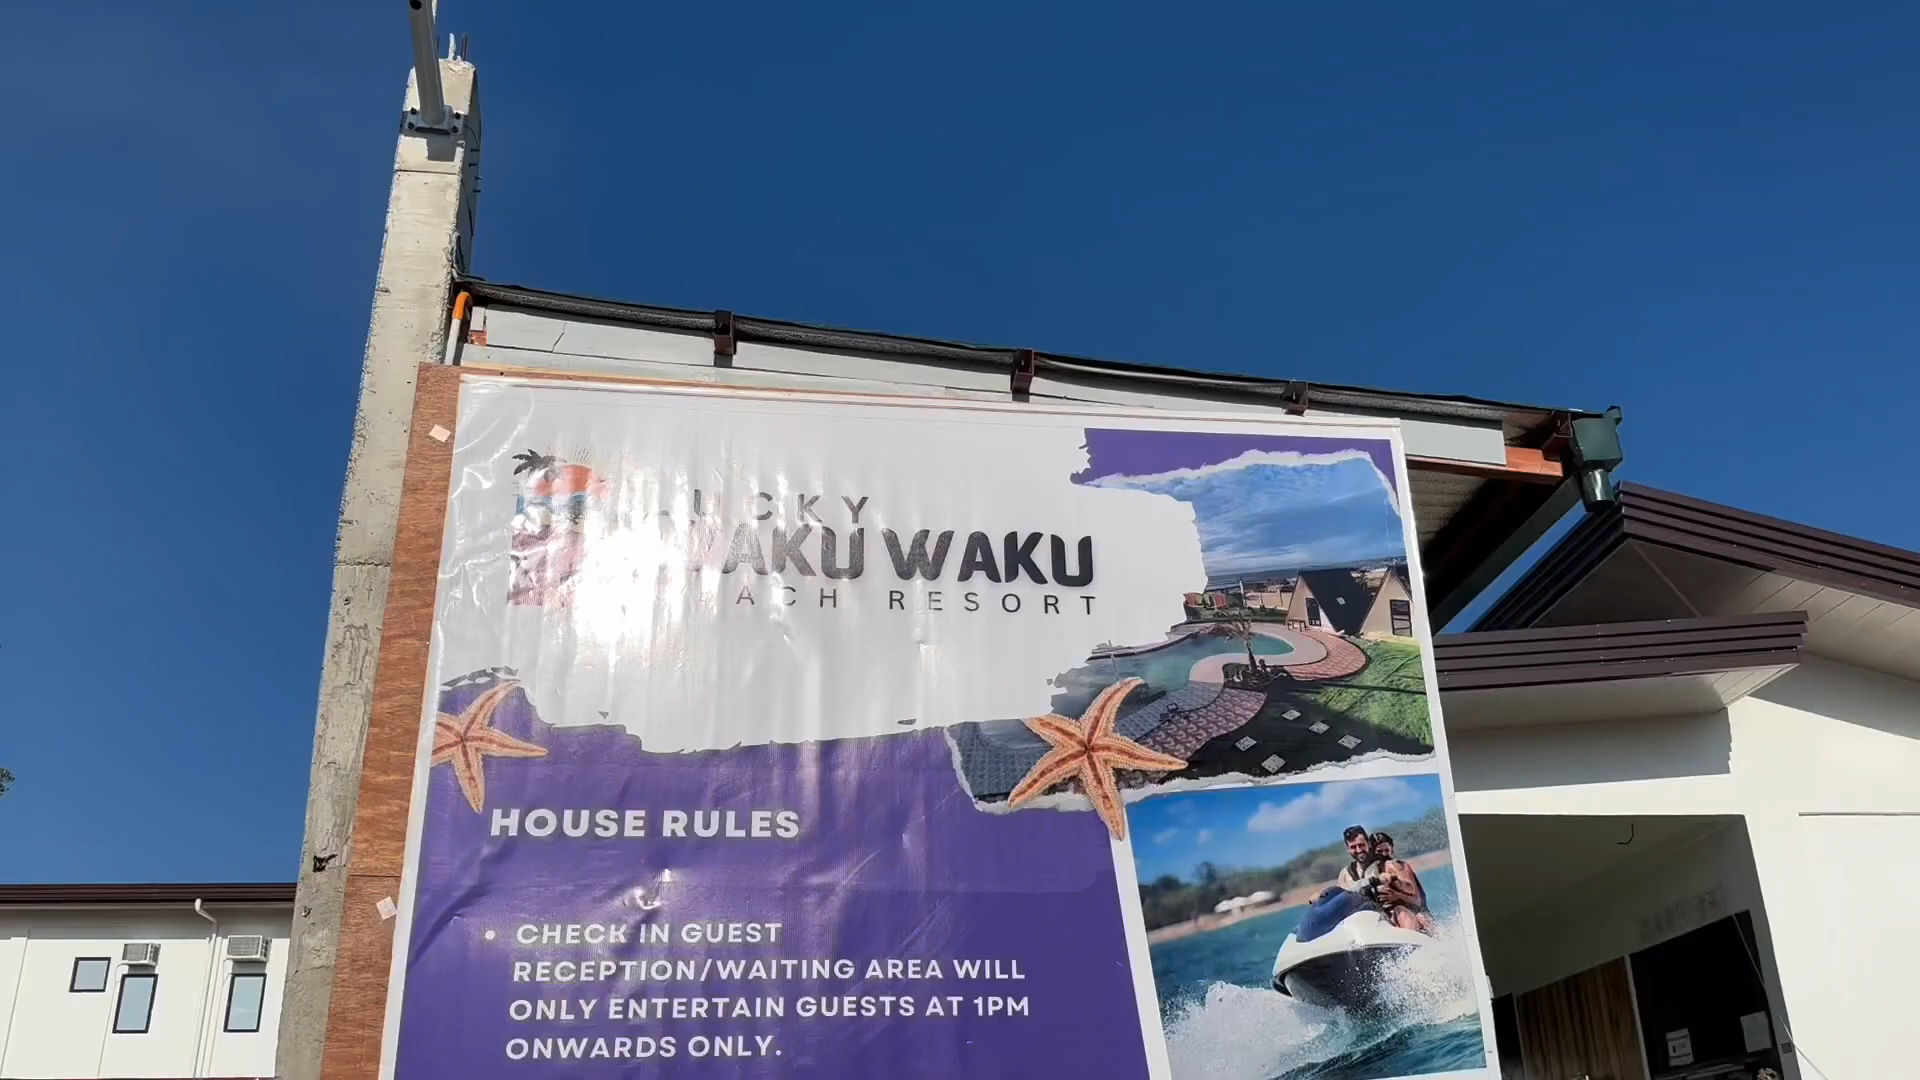 LUCKY
WAKU WAKU
BEACH RESORT
HOUSE RULES
• CHECK IN GUEST
RECEPTION/WAITING AREA WILL
ONLY ENTERTAIN GUESTS AT 1PM
ONWARDS ONLY.